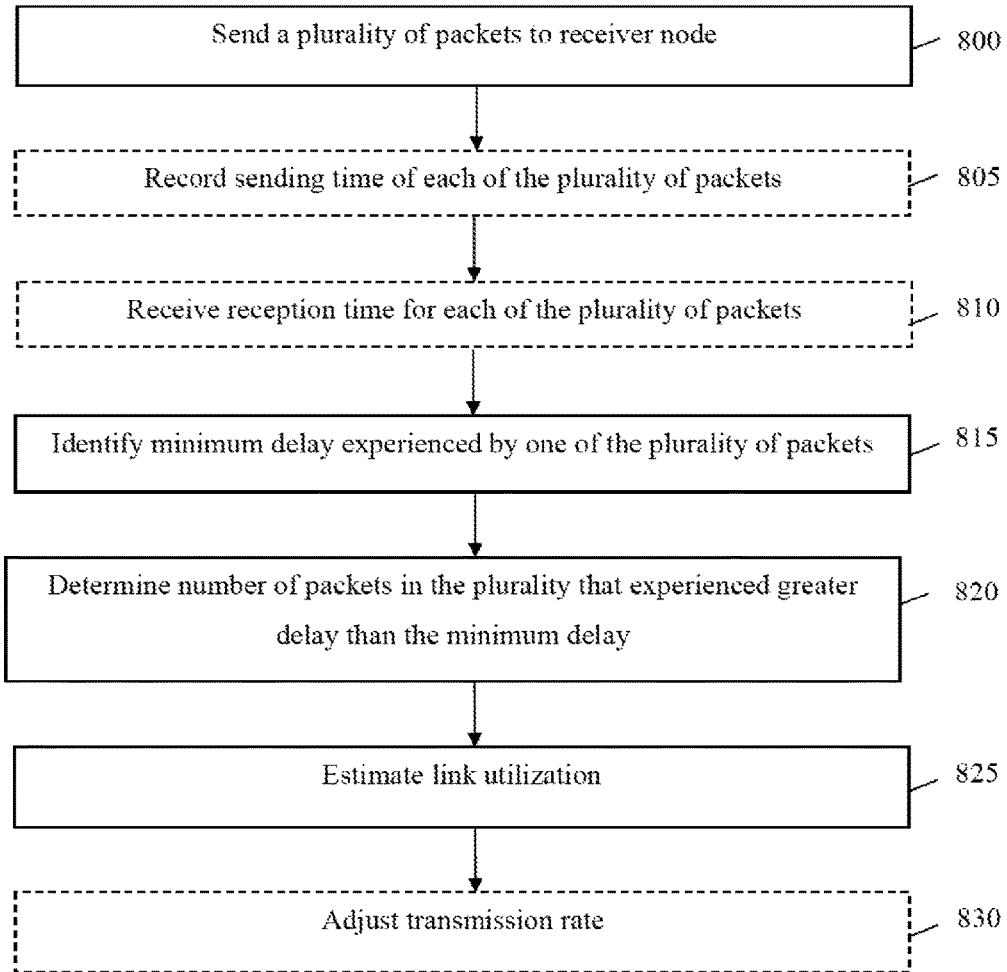 Send a plurality of packets to receiver node
800
Record sending time of each of the plurality of packets
805
Receive reception time for each of the plurality of packets
810
Identify minimum delay experienced by one of the plurality of packets
815
Determine number of packets in the plurality that experienced greater
delay than the minimum delay
820
Estimate link utilization
825
Adjust transmission rate
830